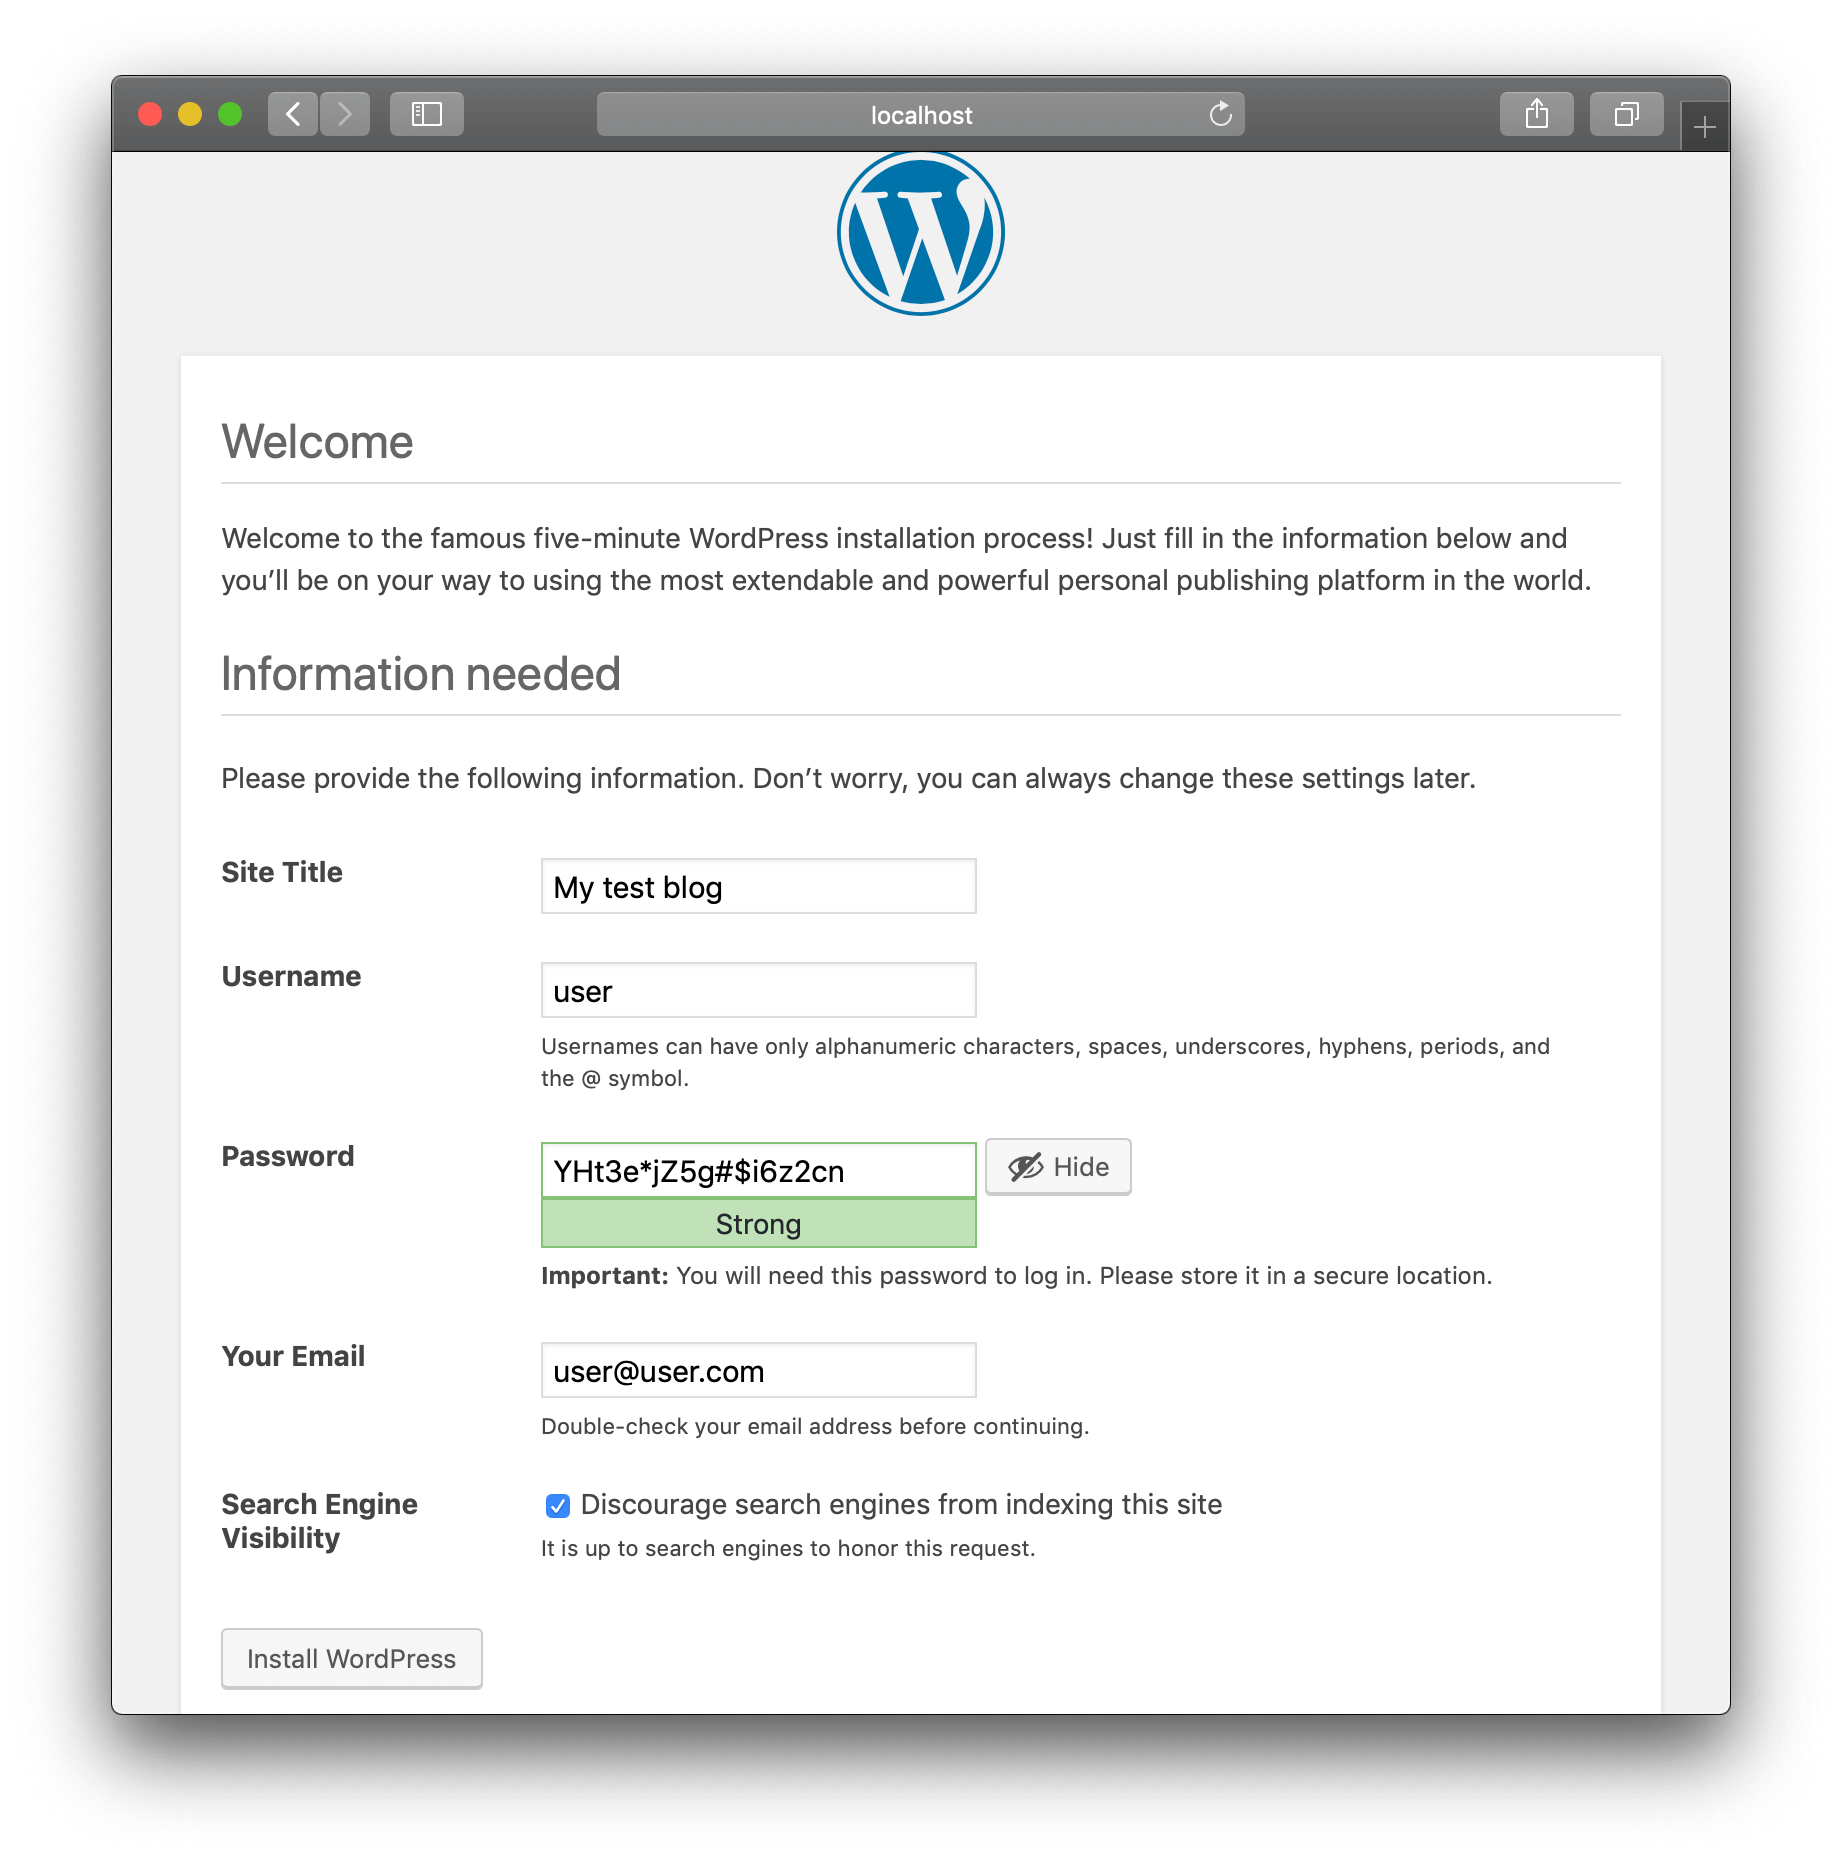 localhost
Welcome
Welcome to the famous five-minute WordPress installation process! Just fill in the information below and
you’ll be on your way to using the most extendable and powerful personal publishing platform in the world.
Information needed
Please provide the following information. Don’t worry, you can always change these settings later.
Site Title
My test blog
Username
user
Usernames can have only alphanumeric characters, spaces, underscores, hyphens, periods, and
the @ symbol.
Password
YHt3e*jZ5g#$i6z2cn
Hide
Strong
Important: You will need this password to log in. Please store it in a secure location.
Your Email
user@user.com
Double-check your email address before continuing.
Search Engine
Visibility
Discourage search engines from indexing this site
It is up to search engines to honor this request.
Install WordPress